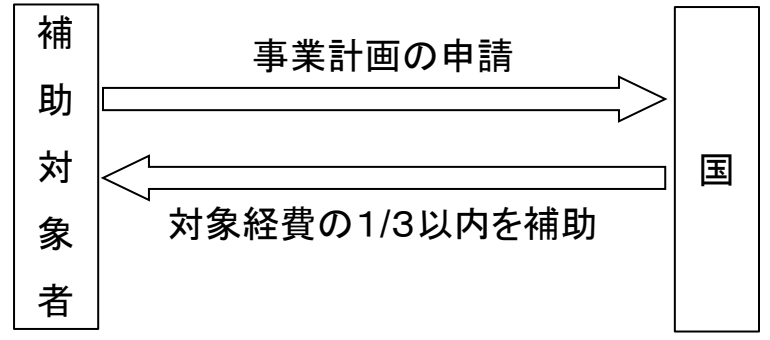 補助対象者
事業計画の申請
対象経費の1/3以内を補助
国